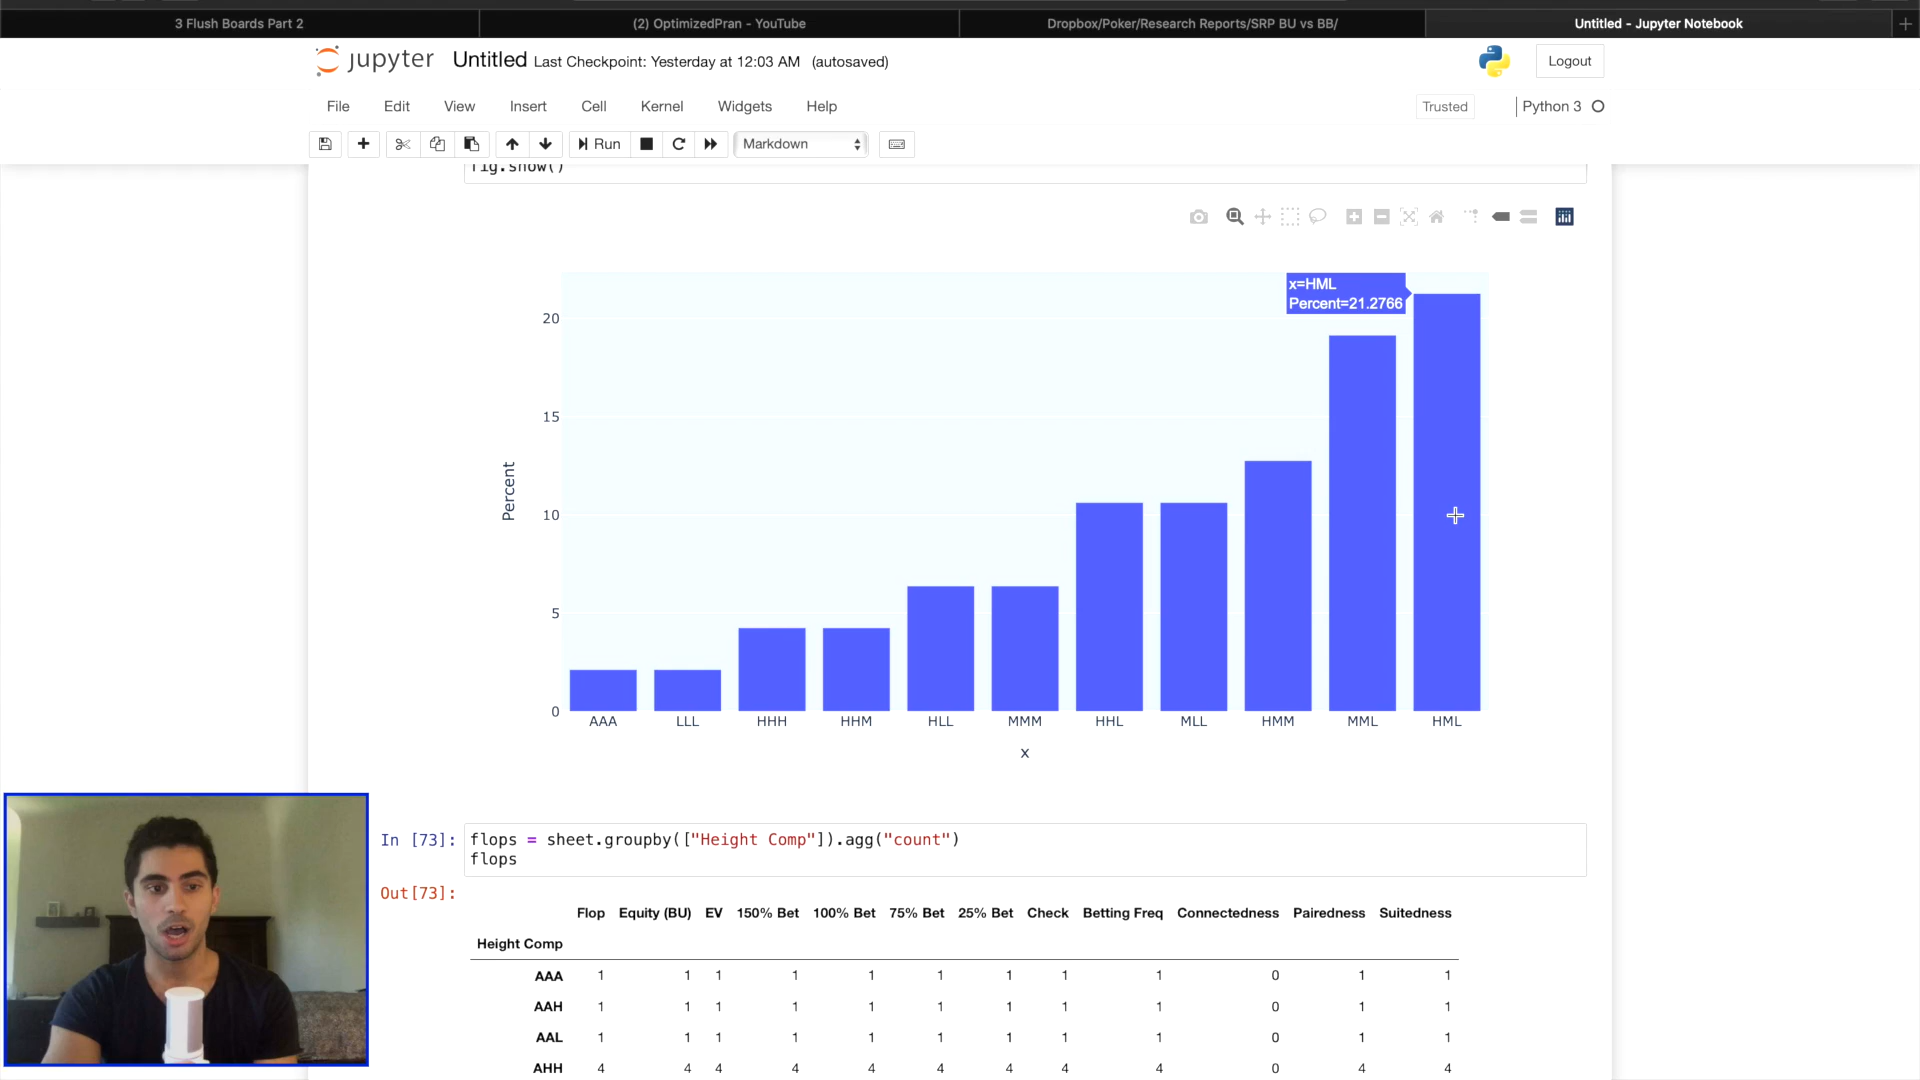 3 Flush Boards Part 2
(2) OptimizedPran - YouTube
Dropbox/Poker/Research Reports/SRP BU vs BB/
Untitled - Jupyter Notebook
jupyter Untitled Last Checkpoint: Yesterday at 12:03 AM (autosaved)
Logout
File Edit View Insert Cell Kernel Widgets Help
Trusted
Python 3
Run
Markdown
fig.show()
x=HML
Percent=21.2766
20
15
10
5
0
Percent
AAA LLL HHH HHM HLL MMM HHL MLL HMM MML HML
x
In [73]: flops = sheet.groupby(["Height Comp"]).agg("count")
flops
Out[73]:
Flop Equity (BU) EV 150% Bet 100% Bet 75% Bet 25% Bet Check Betting Freq Connectedness Pairedness Suitedness
Height Comp
AAA 1 1 1 1 1 1 1 1 1 0 1 1
AAH 1 1 1 1 1 1 1 1 1 0 1 1
AAL 1 1 1 1 1 1 1 1 1 0 1 1
AHH 4 4 4 4 4 4 4 4 4 0 4 4